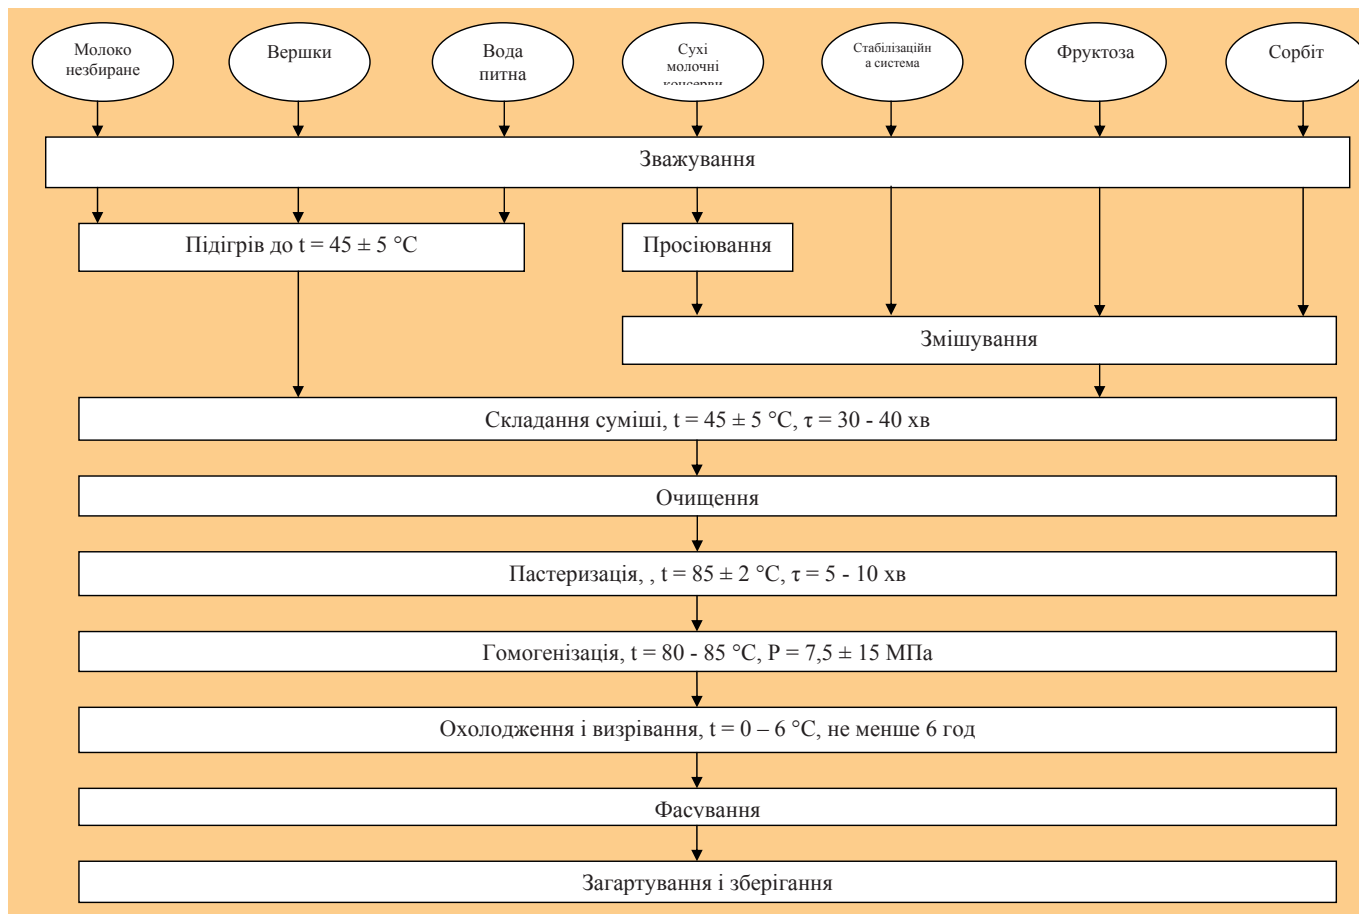 Молоко
незбиране
Вершки
Вода
питна
Сухі
молочні
консерви
Стабілізаційн
а система
Фруктоза
Сорбіт
Зважування
Підігрів до t = 45 ± 5 °C
Просіювання
Змішування
Складання суміші, t = 45 ± 5 °C, τ = 30 - 40 хв
Очищення
Пастеризація, , t = 85 ± 2 °C, τ = 5 - 10 хв
Гомогенізація, t = 80 - 85 °C, P = 7,5 ± 15 МПа
Охолодження і визрівання, t = 0 – 6 °C, не менше 6 год
Фасування
Загартування і зберігання